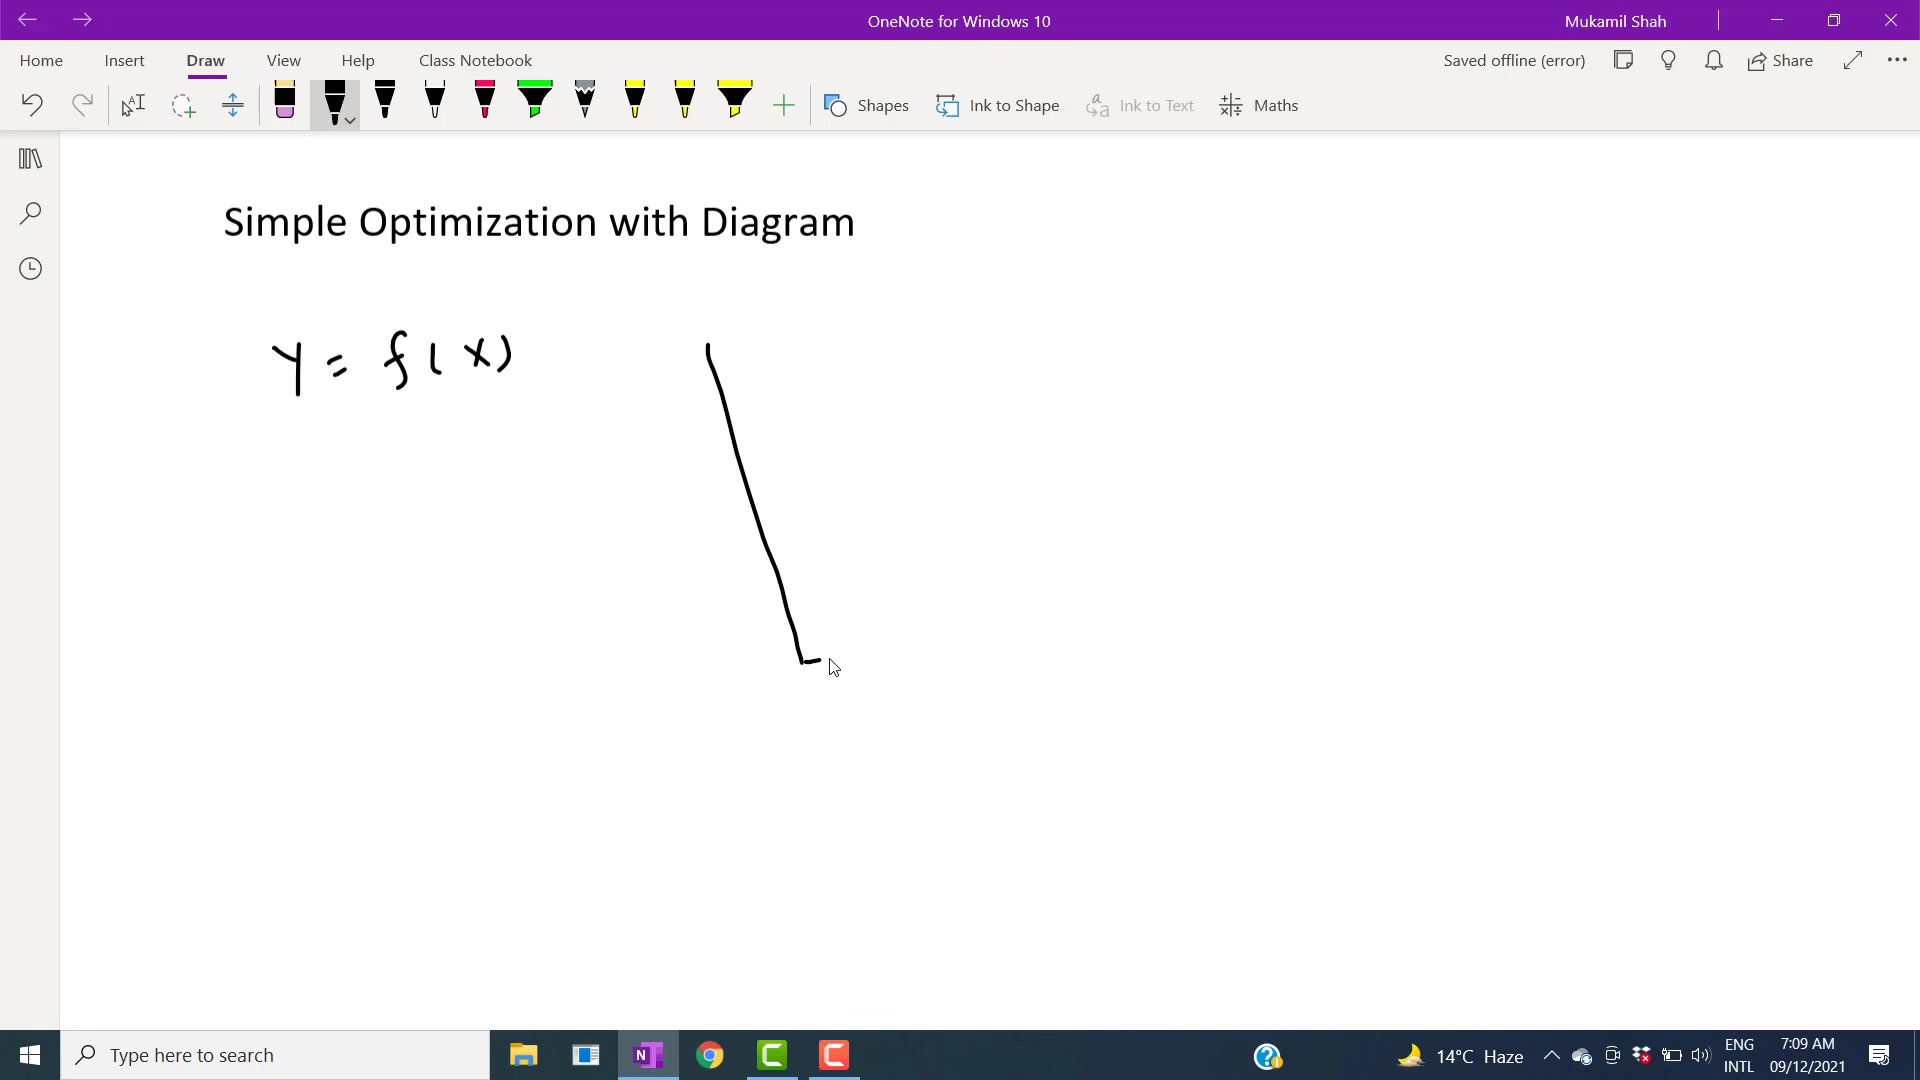 OneNote for Windows 10
Mukamil Shah
Home Insert Draw View Help Class Notebook
Saved offline (error) Share
Shapes Ink to Shape Ink to Text Maths
Simple Optimization with Diagram
Y = f(x)
Type here to search
14°C Haze
ENG
INTL
7:09 AM
09/12/2021